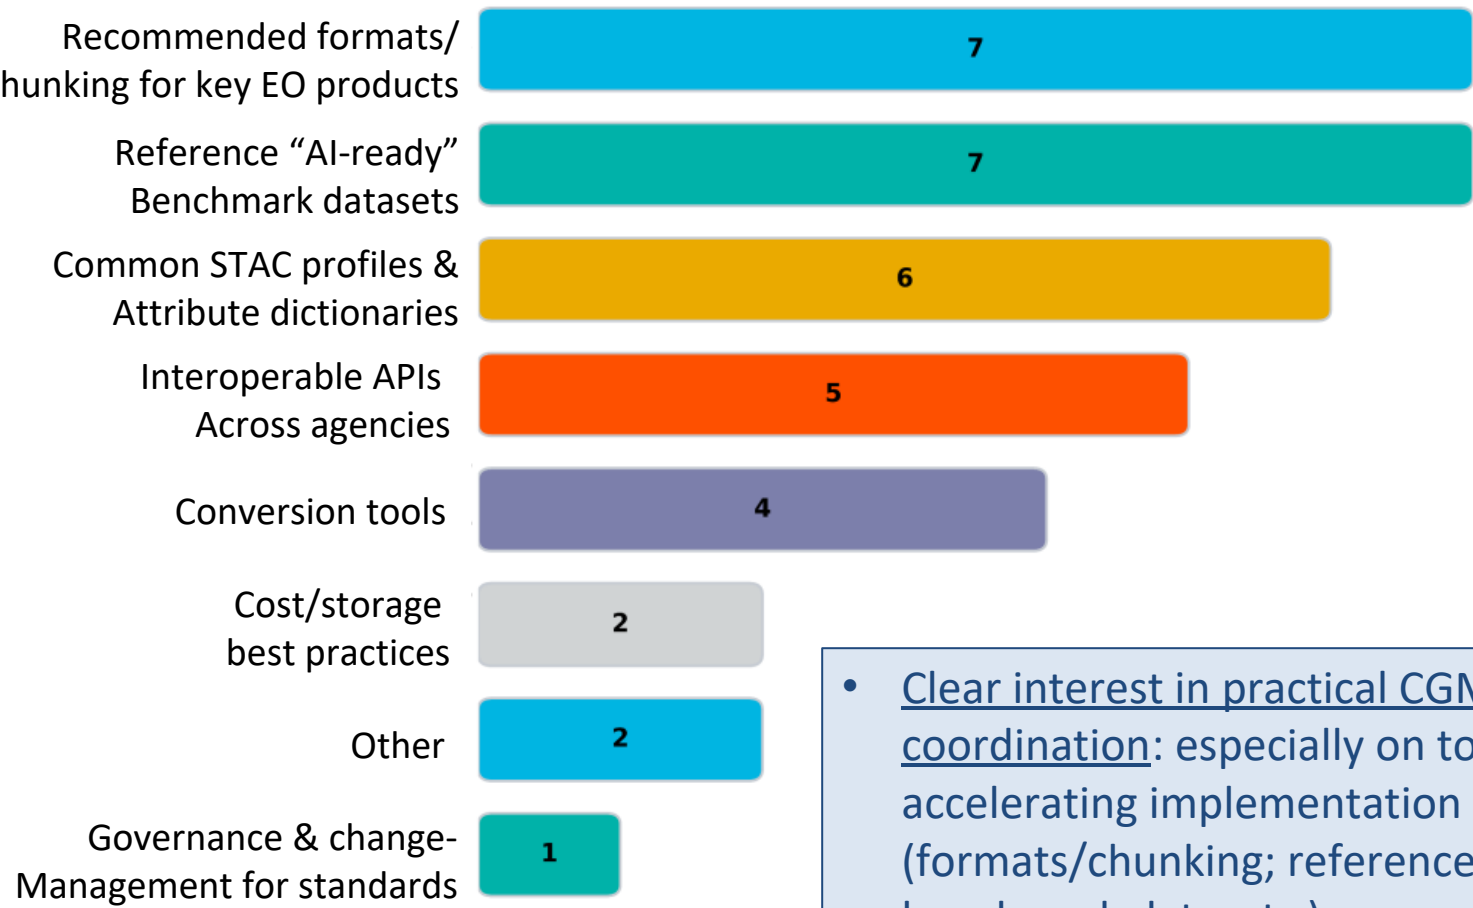 Recommended formats/
hunking for key EO products
7
Reference “AI-ready”
Benchmark datasets
7
Common STAC profiles &
Attribute dictionaries
6
Interoperable APIs
Across agencies
5
Conversion tools
4
Cost/storage
best practices
2
Other
2
Governance & change-
Management for standards
1
• Clear interest in practical
coordination: especially on
accelerating implementation
(formats/chunking; reference